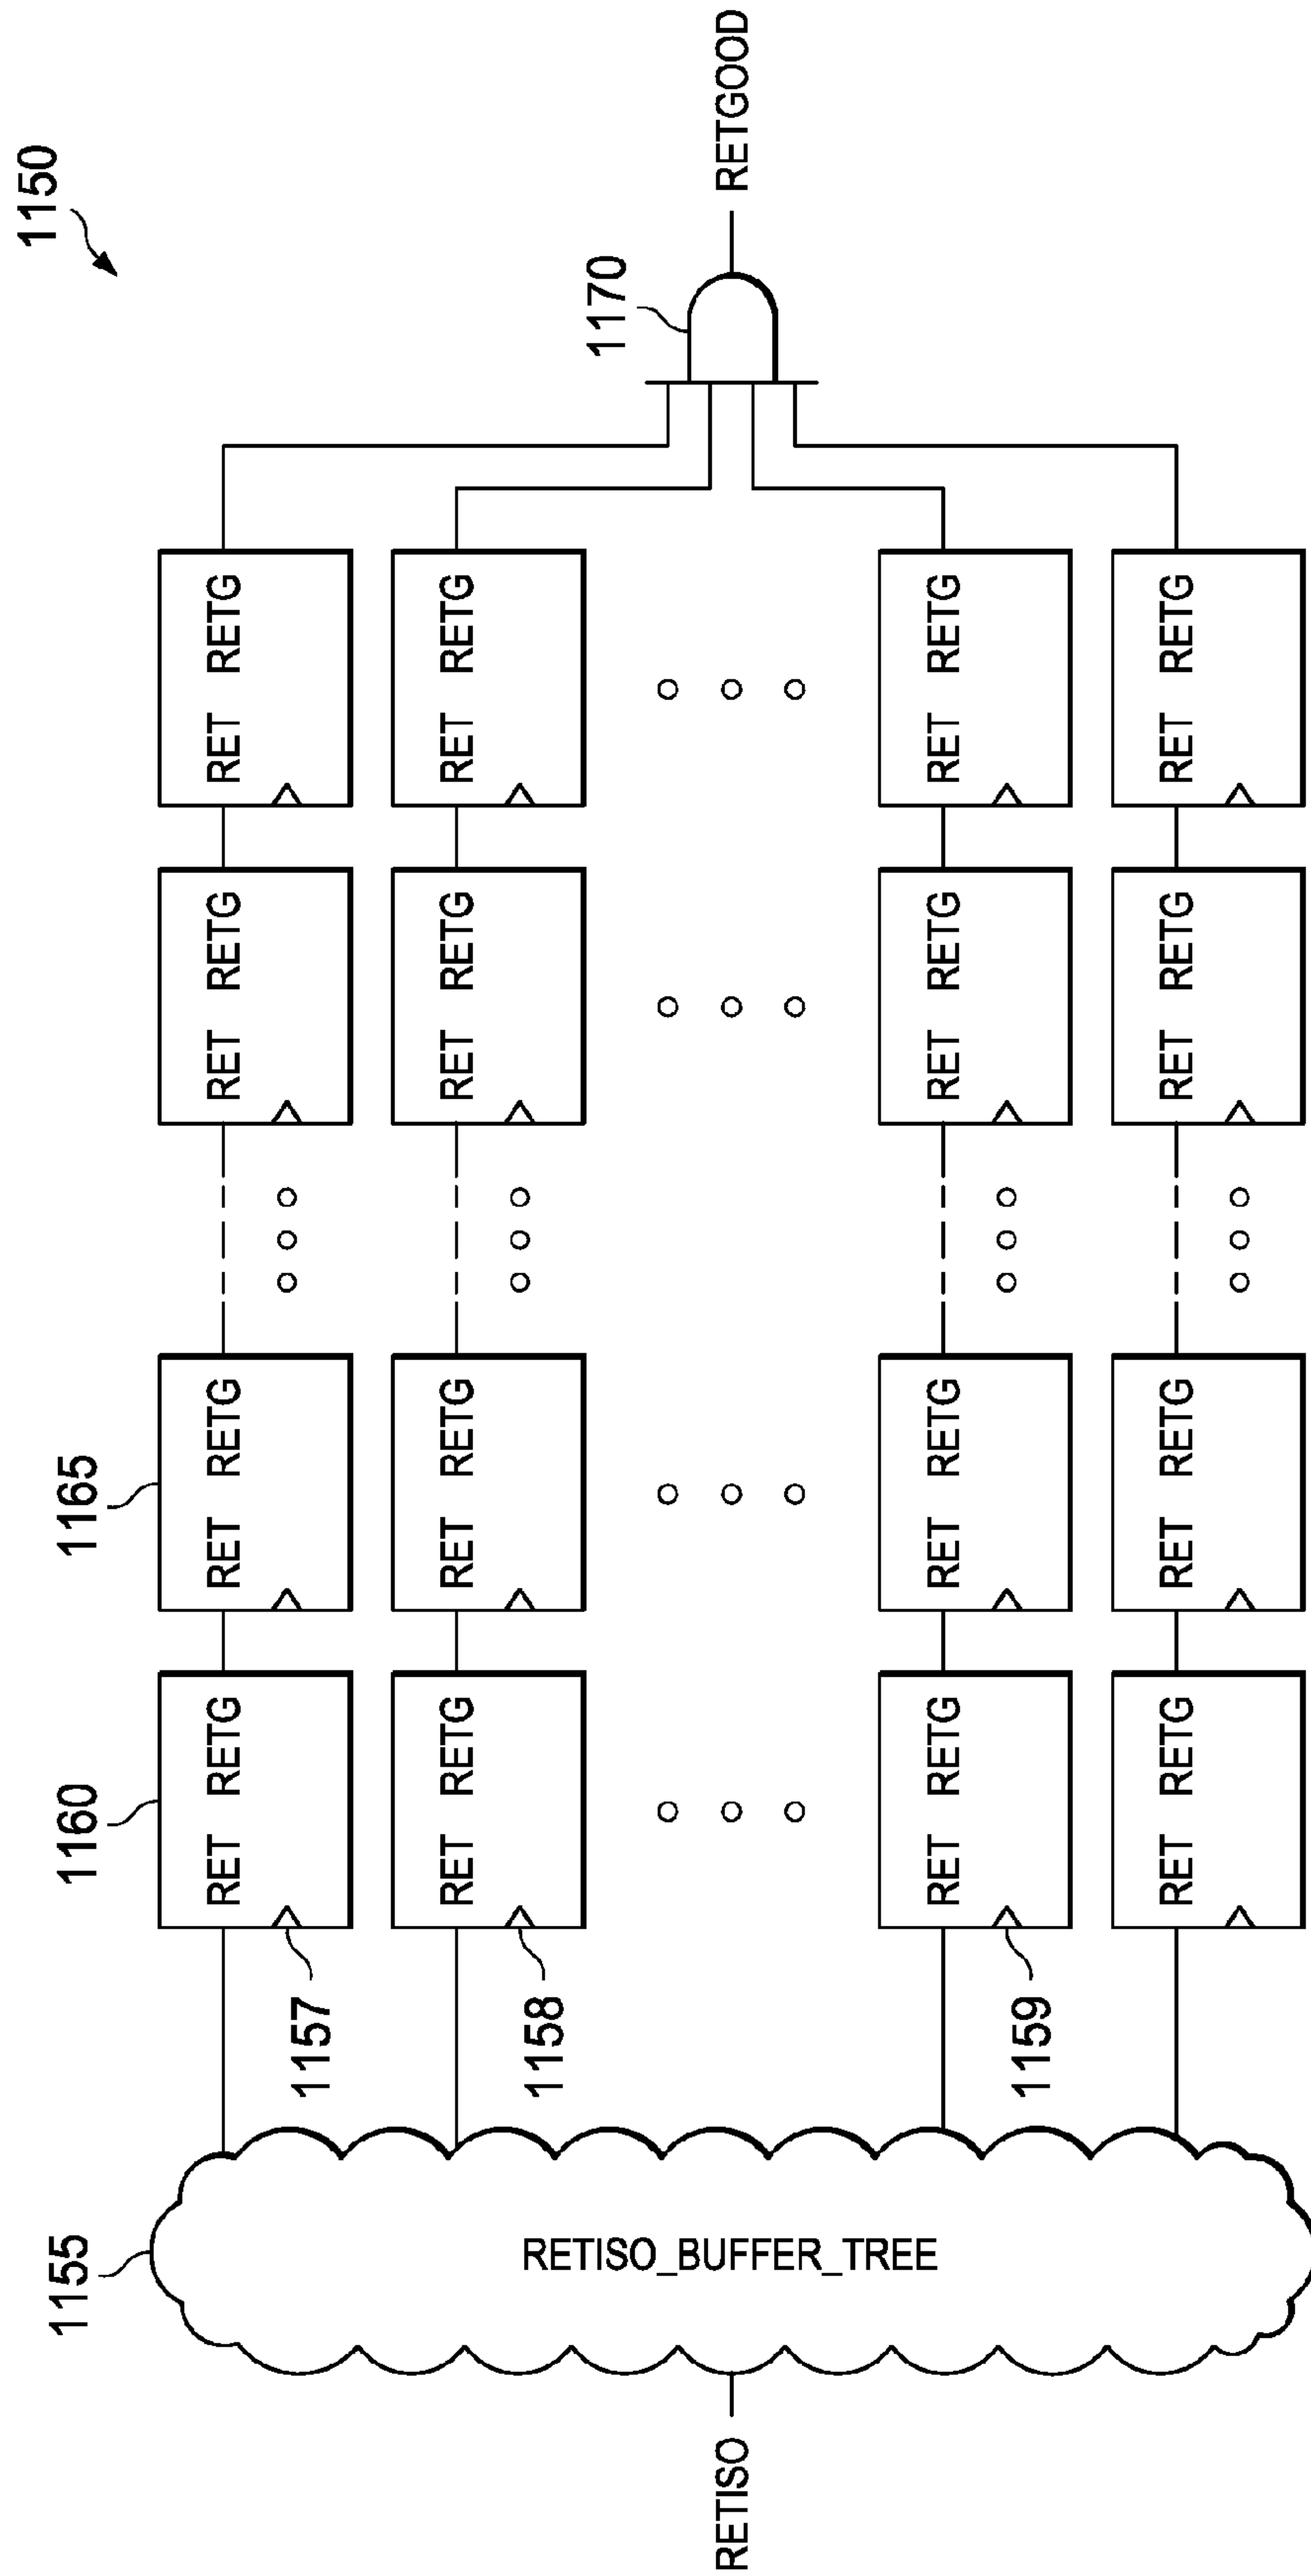 1150
1155
1160
1165
1170
RETISO
RETISO_BUFFER_TREE
RET RETG
RET RETG
RET RETG
RET RETG
1157
RET RETG
RET RETG
RET RETG
RET RETG
1158
RET RETG
RET RETG
RET RETG
RET RETG
1159
RET RETG
RET RETG
RET RETG
RET RETG
RETGOOD